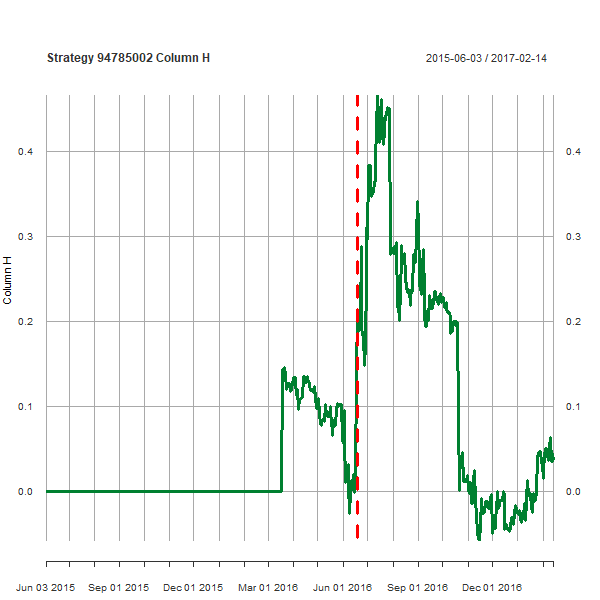 Strategy 94785002 Column H
2015-06-03 / 2017-02-14
0.4
0.4
0.3
0.3
Column H
0.2
0.2
0.1
0.1
0.0
0.0
Jun 03 2015
Sep 01 2015
Dec 01 2015
Mar 01 2016
Jun 01 2016
Sep 01 2016
Dec 01 2016